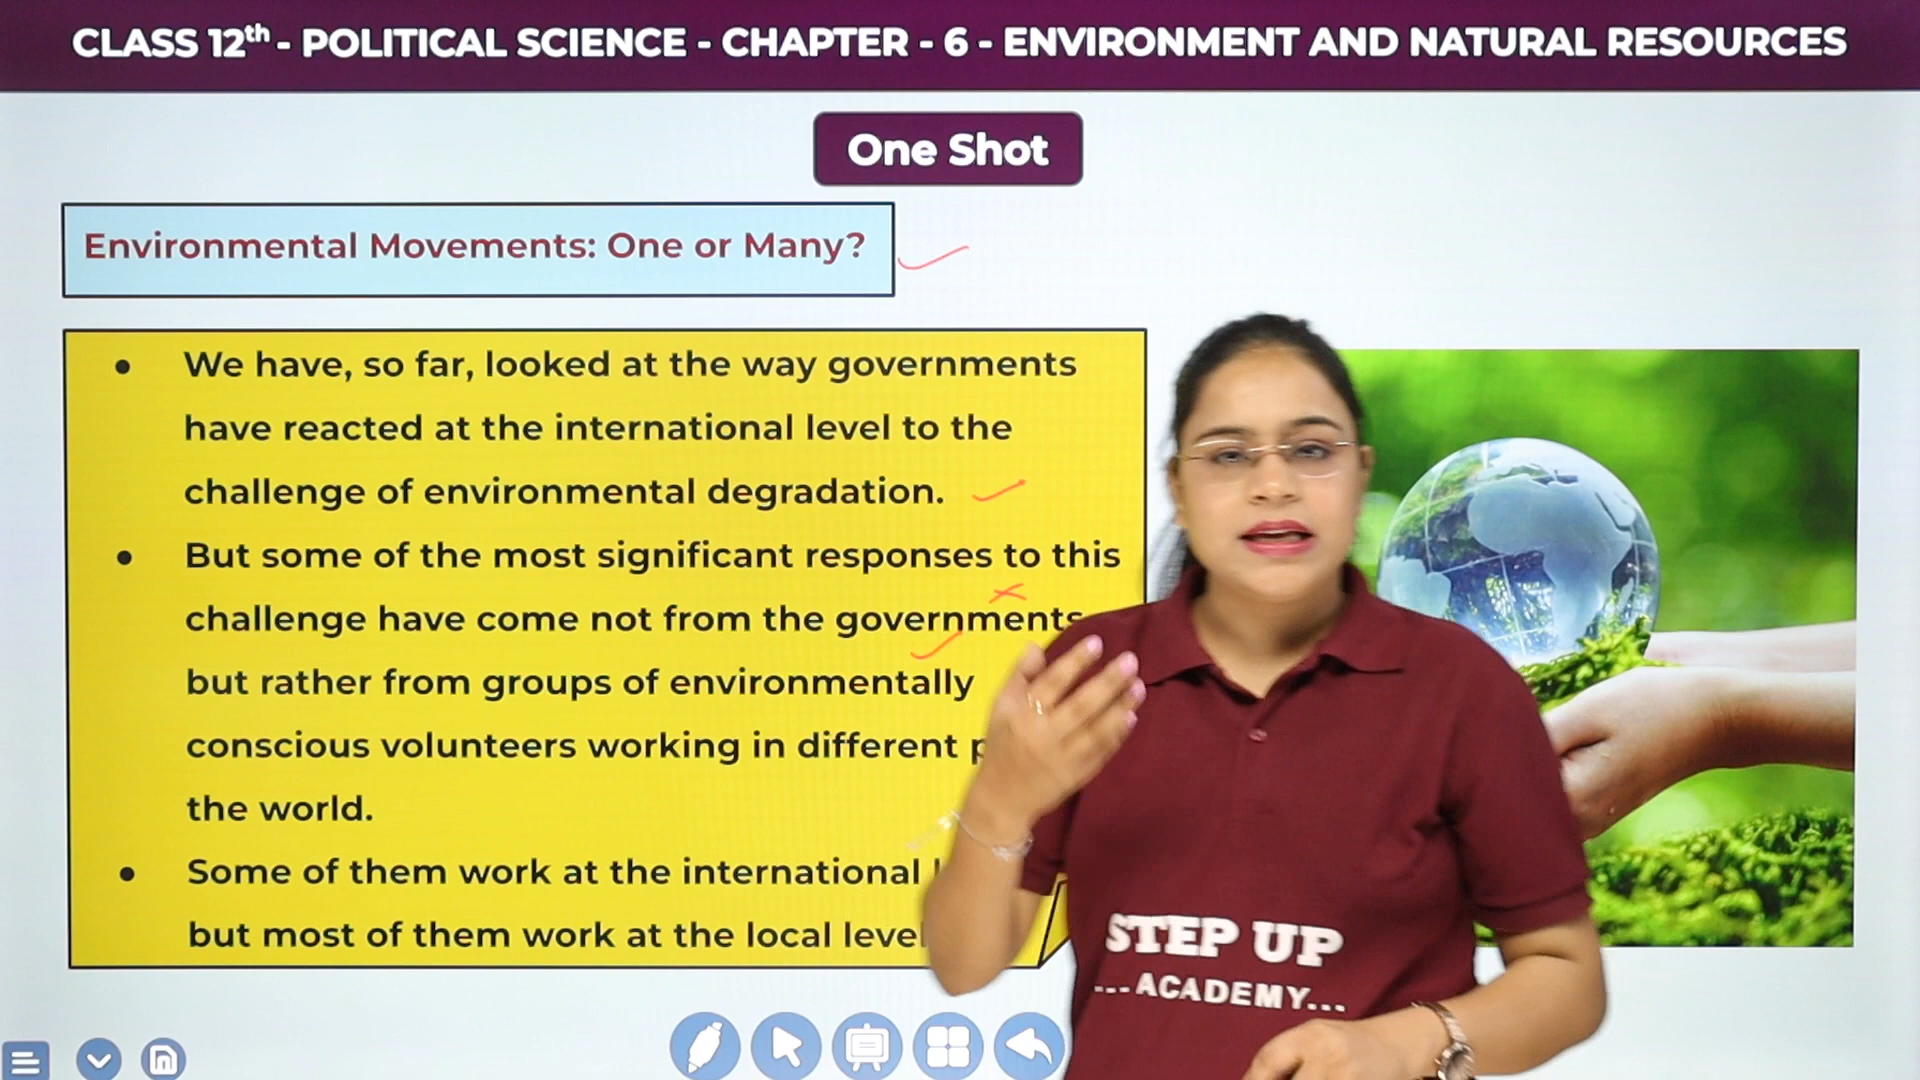 CLASS 12th - POLITICAL SCIENCE - CHAPTER - 6 - ENVIRONMENT AND NATURAL RESOURCES
One Shot
Environmental Movements: One or Many?
• We have, so far, looked at the way governments
have reacted at the international level to the
challenge of environmental degradation.
• But some of the most significant responses to this
challenge have come not from the governments
but rather from groups of environmentally
conscious volunteers working in different
the world.
• Some of them work at the international
but most of them work at the local level
STEP UP
...ACADEMY...